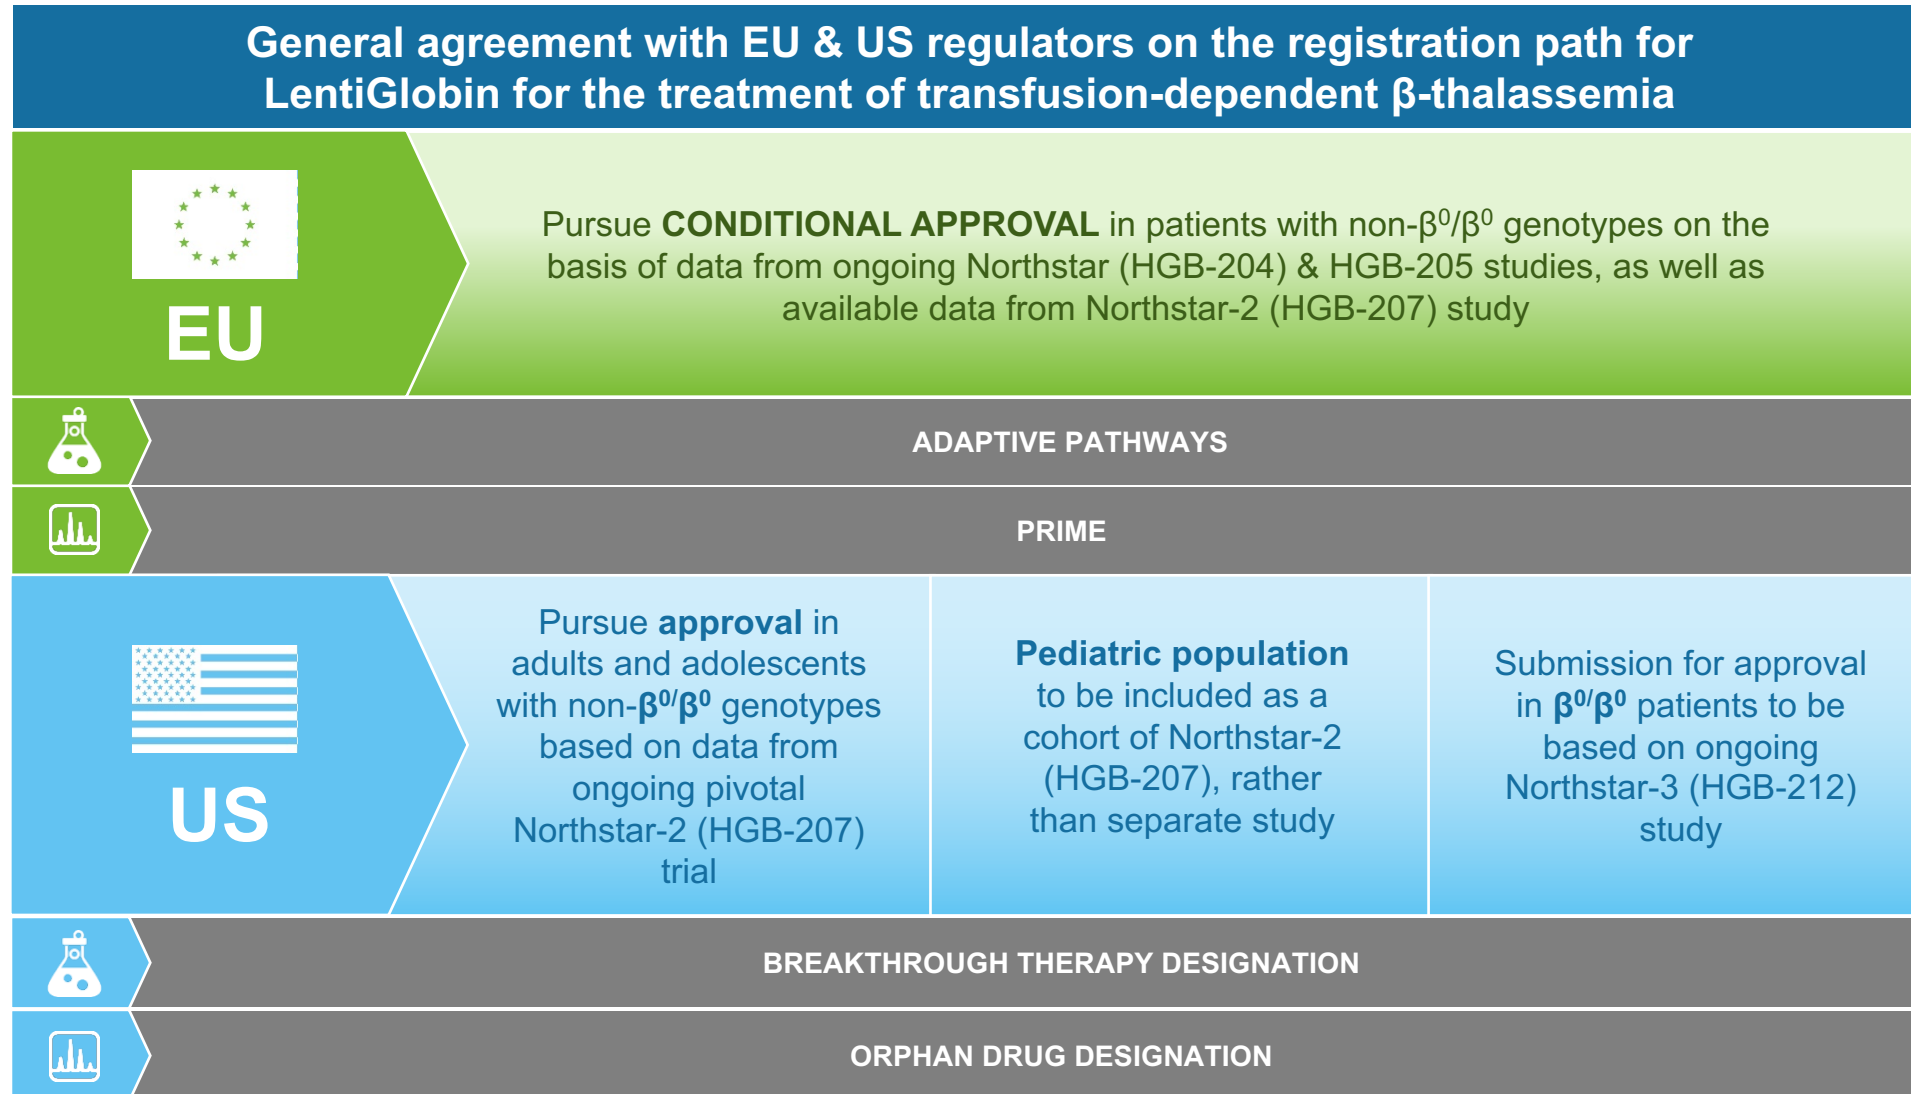 General agreement with EU & US regulators on the registration path for
LentiGlobin for the treatment of transfusion-dependent β-thalassemia
EU
Pursue CONDITIONAL APPROVAL in patients with non-β⁰/β⁰ genotypes on the
basis of data from ongoing Northstar (HGB-204) & HGB-205 studies, as well as
available data from Northstar-2 (HGB-207) study
ADAPTIVE PATHWAYS
PRIME
US
Pursue approval in
adults and adolescents
with non-β⁰/β⁰ genotypes
based on data from
ongoing pivotal
Northstar-2 (HGB-207)
trial
Pediatric population
to be included as a
cohort of Northstar-2
(HGB-207), rather
than separate study
Submission for approval
in β⁰/β⁰ patients to be
based on ongoing
Northstar-3 (HGB-212)
study
BREAKTHROUGH THERAPY DESIGNATION
ORPHAN DRUG DESIGNATION